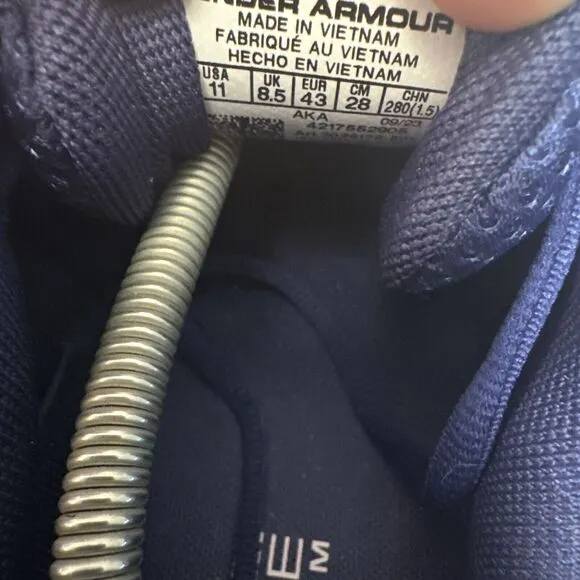 UNDER ARMOUR
MADE IN VIETNAM
FABRIQUÉ AU VIETNAM
HECHO EN VIETNAM
USA UK EUR CM CHN
11 8.5 43 28 280(1.5)
AKA 09/23
4217552905
E
M